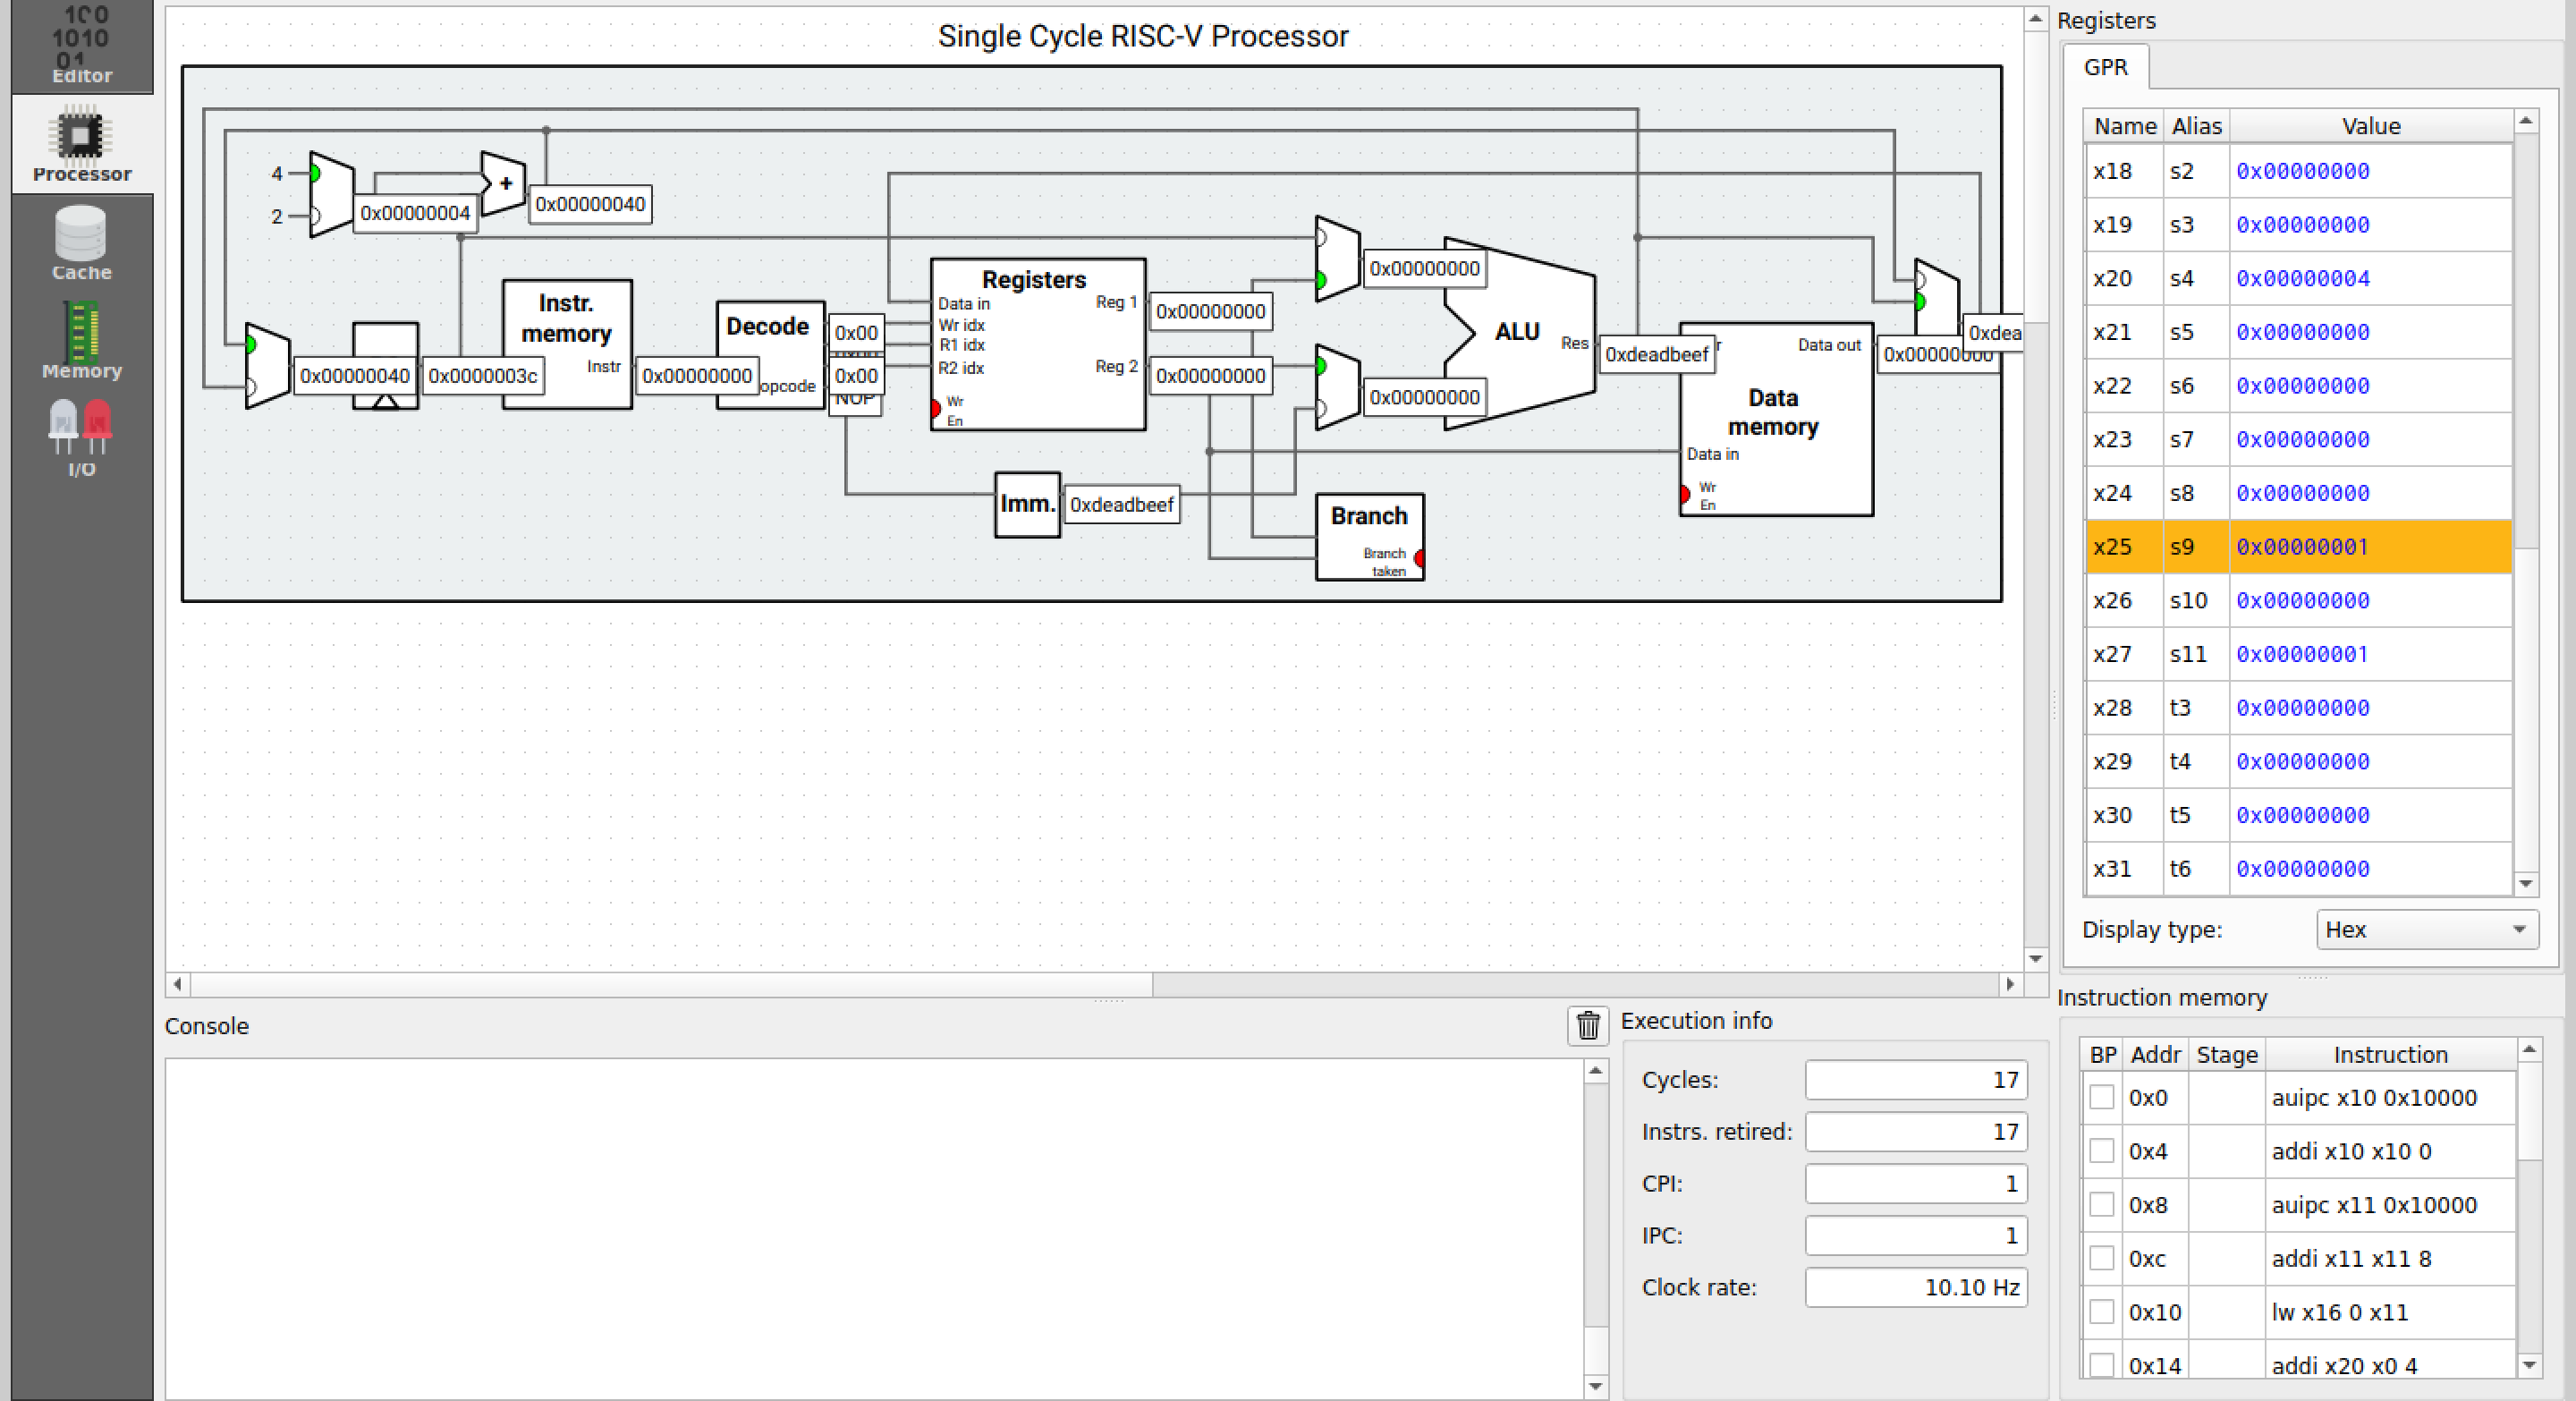 1010
01
Editor
Processor
Cache
Memory
I/O
Single Cycle RISC-V Processor
4
2
0x00000004
+
0x00000040
0x00000040
0x0000003c
Instr.
memory
Instr
0x00000000
Decode
opcode
0x00
0x00
NOP
Registers
Data in
Wr idx
R1 idx
R2 idx
Wr
En
Reg 1
Reg 2
0x00000000
0x00000000
Imm.
0xdeadbeef
0x00000000
0x00000000
ALU
Res
0xdeadbeef
Branch
Branch
taken
r
Data out
Data
memory
Data in
Wr
En
0x00000000
0xdea
Registers
GPR
Name Alias Value
x18 s2 0x00000000
x19 s3 0x00000000
x20 s4 0x00000004
x21 s5 0x00000000
x22 s6 0x00000000
x23 s7 0x00000000
x24 s8 0x00000000
x25 s9 0x00000001
x26 s10 0x00000000
x27 s11 0x00000001
x28 t3 0x00000000
x29 t4 0x00000000
x30 t5 0x00000000
x31 t6 0x00000000
Display type: Hex
Console
Execution info
Cycles: 17
Instrs. retired: 17
CPI: 1
IPC: 1
Clock rate: 10.10 Hz
Instruction memory
BP Addr Stage Instruction
0x0 auipc x10 0x10000
0x4 addi x10 x10 0
0x8 auipc x11 0x10000
0xc addi x11 x11 8
0x10 lw x16 0 x11
0x14 addi x20 x0 4